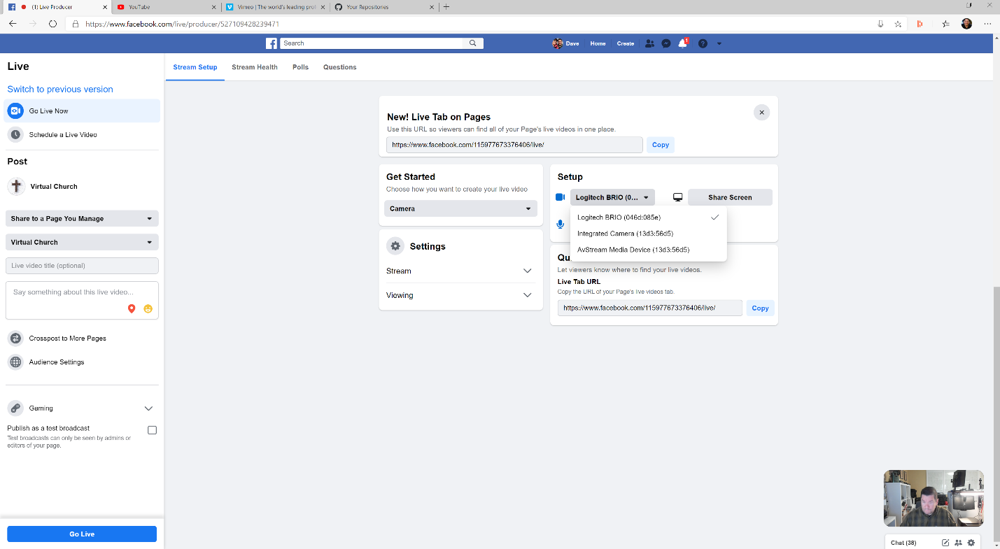 (1) Live Producer
YouTube
Vimeo | The world's leading prof
Your Repositories
https://www.facebook.com/live/producer/527109428239471
Search
Dave
Home
Create
1
Live
Switch to previous version
Go Live Now
Schedule a Live Video
Post
Virtual Church
Share to a Page You Manage
Virtual Church
Live video title (optional)
Say something about this live video...
Crosspost to More Pages
Audience Settings
Gaming
Publish as a test broadcast
Test broadcasts can only be seen by admins or
editors of your page.
Go Live
Stream Setup
Stream Health
Polls
Questions
New! Live Tab on Pages
Use this URL so viewers can find all of your Page's live videos in one place.
https://www.facebook.com/115977673376406/live/
Copy
Get Started
Choose how you want to create your live video
Camera
Settings
Stream
Viewing
Setup
Logitech BRIO (0...
Share Screen
Logitech BRIO (046d:085e)
Integrated Camera (13d3:56d5)
AvStream Media Device (13d3:56d5)
Qu
Let viewers know where to find your live videos.
Live Tab URL
Copy the URL of your Page's live videos tab.
https://www.facebook.com/115977673376406/live/
Copy
Chat (38)